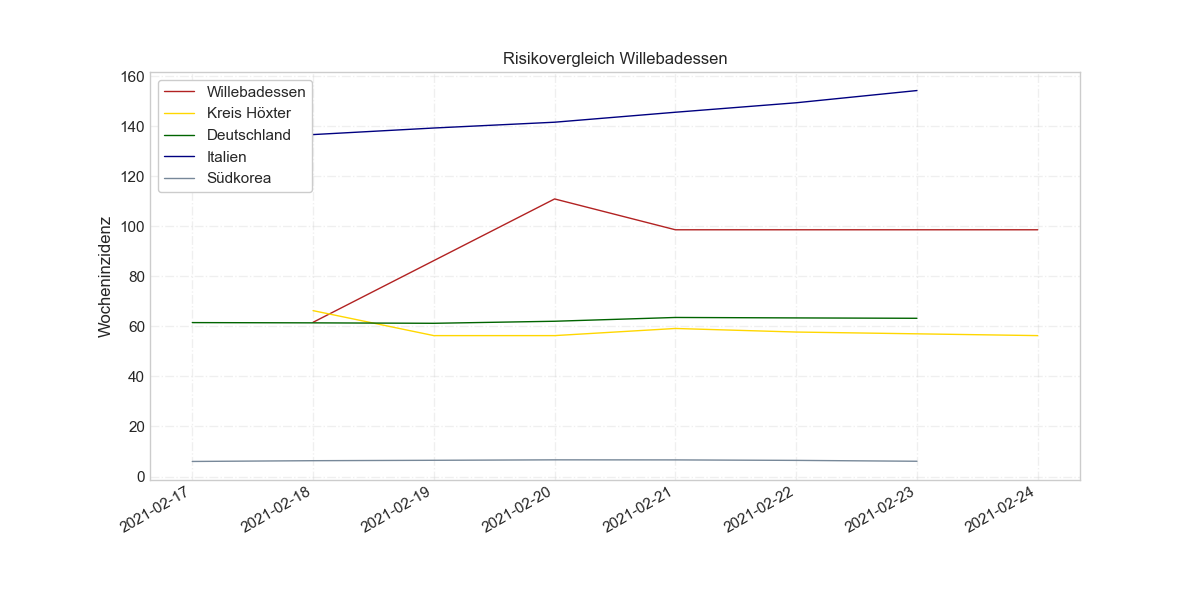 Risikovergleich Willebadessen
Wocheninzidenz
160
140
120
100
80
60
40
20
0
Willebadessen
Kreis Höxter
Deutschland
Italien
Südkorea
2021-02-17
2021-02-18
2021-02-19
2021-02-20
2021-02-21
2021-02-22
2021-02-23
2021-02-24